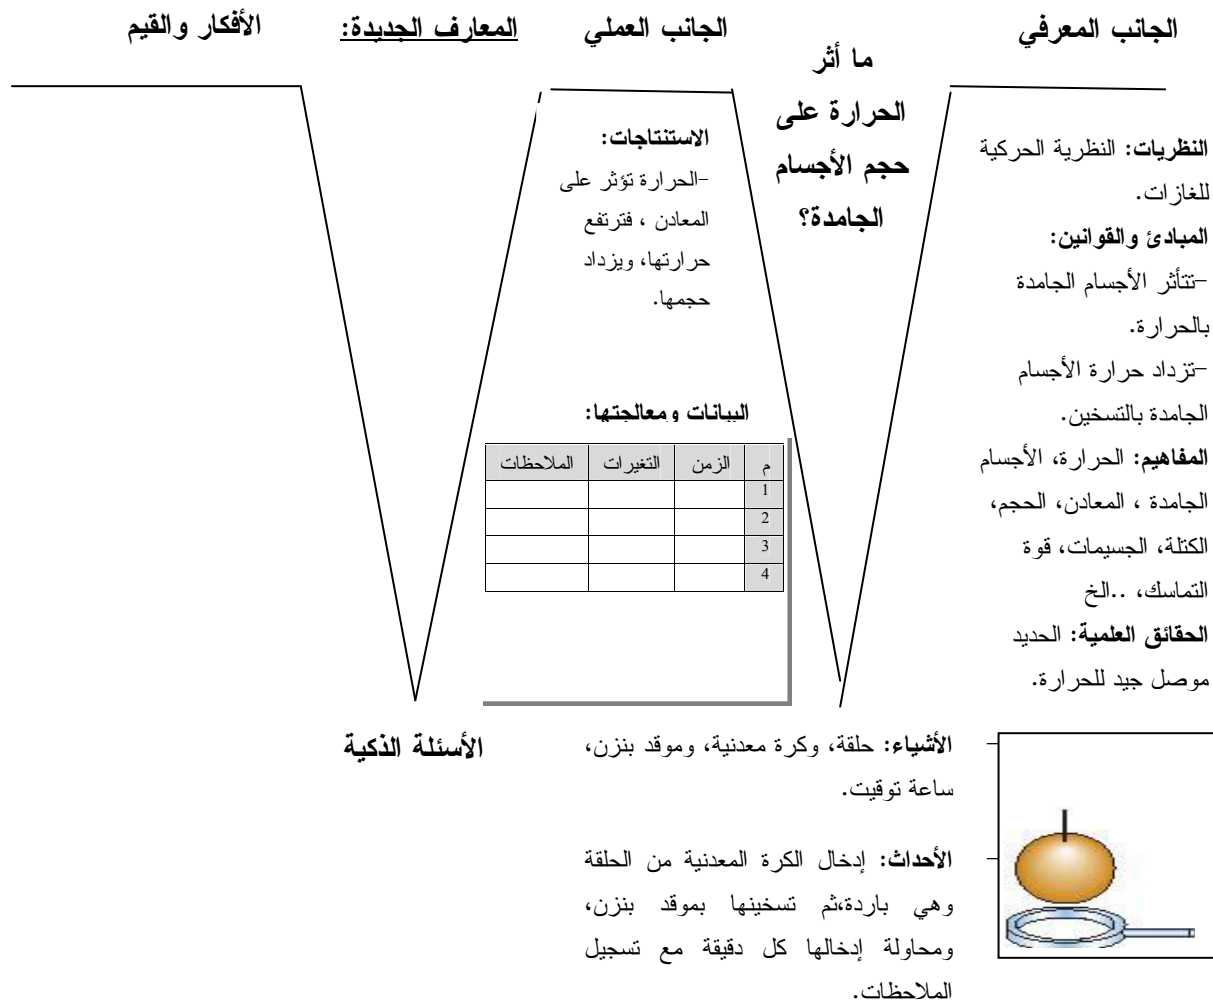 الجانب المعرفي
النظريات: النظرية الحركية
للغازات.
المبادئ والقوانين:
-تتأثر الأجسام الجامدة
بالحرارة.
-تزداد حرارة الأجسام
الجامدة بالتسخين.
المفاهيم: الحرارة، الأجسام
الجامدة ، المعادن، الحجم،
الكتلة، الجسيمات، قوة
التماسك، ..الخ
الحقائق العلمية: الحديد
موصل جيد للحرارة.
ما أثر
الحرارة على
حجم الأجسام
الجامدة؟
الجانب العملي
الاستنتاجات:
-الحرارة تؤثر على
المعادن ، فترتفع
حرارتها، ويزداد
حجمها.
البيانات ومعالجتها:
م الزمن التغيرات الملاحظات
1
2
3
4
المعارف الجديدة:
الأفكار والقيم
الأسئلة الذكية
- الأشياء: حلقة، وكرة معدنية، وموقد بنزن،
ساعة توقيت.
- الأحداث: إدخال الكرة المعدنية من الحلقة
وهي باردة،ثم تسخينها بموقد بنزن،
ومحاولة إدخالها كل دقيقة مع تسجيل
الملاحظات.